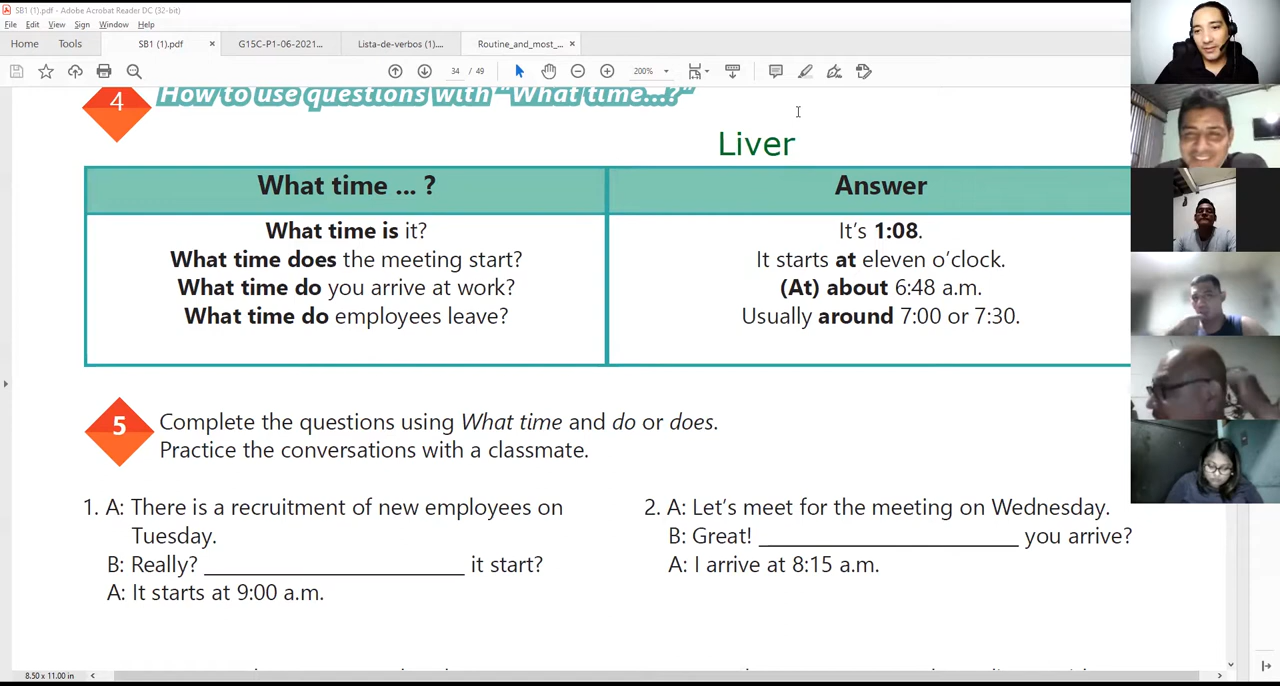 SB1 (1).pdf - Adobe Acrobat Reader DC (32-bit)
File Edit View Sign Window Help
Home Tools SB1 (1).pdf × G15C-P1-06-2021... Lista-de-verbos (1).... Routine_and_most_... ×
34 / 49 200%
4 How to use questions with "What time...?"
Liver
What time ... ? Answer
What time is it? It's 1:08.
What time does the meeting start? It starts at eleven o'clock.
What time do you arrive at work? (At) about 6:48 a.m.
What time do employees leave? Usually around 7:00 or 7:30.
5 Complete the questions using What time and do or does.
Practice the conversations with a classmate.
1. A: There is a recruitment of new employees on
Tuesday.
B: Really? ______________________ it start?
A: It starts at 9:00 a.m.
2. A: Let's meet for the meeting on Wednesday.
B: Great! ______________________ you arrive?
A: I arrive at 8:15 a.m.
8.50 x 11.00 in